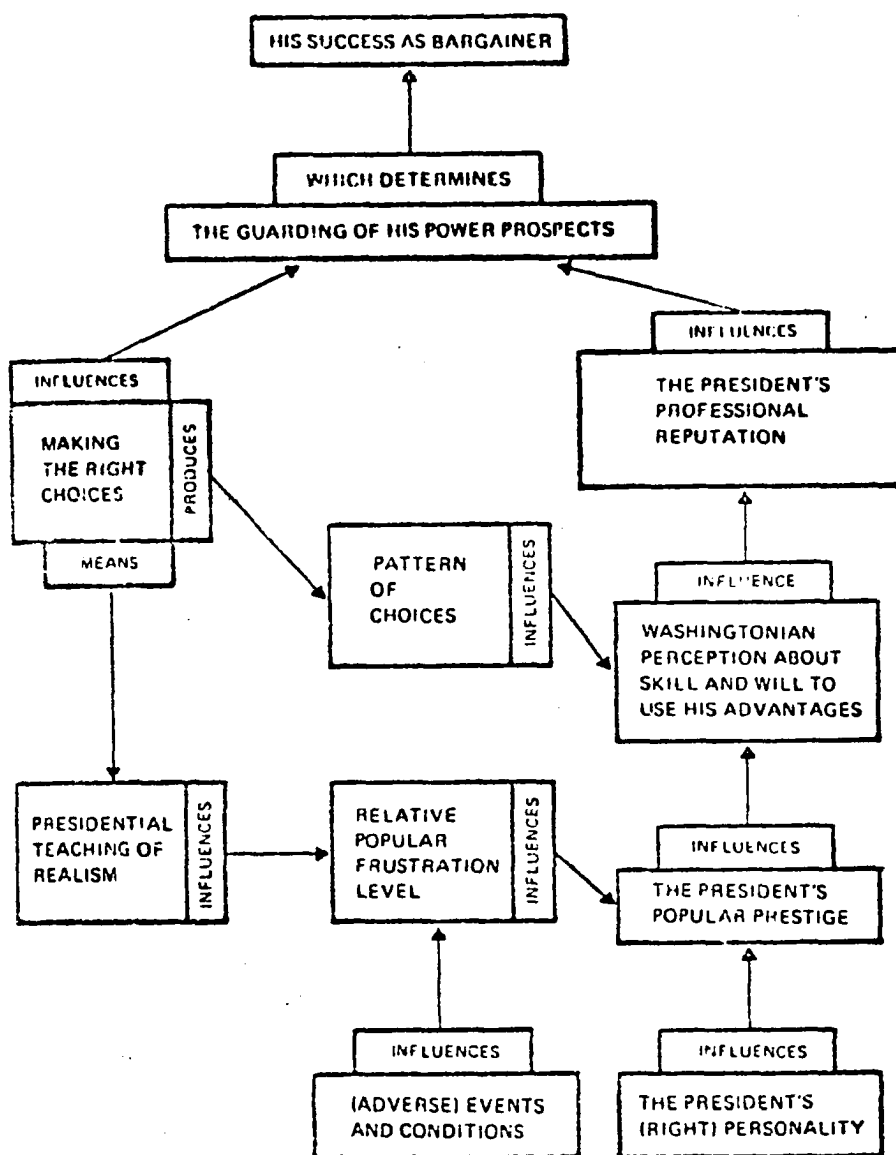 HIS SUCCESS AS BARGAINER
WHICH DETERMINES
THE GUARDING OF HIS POWER PROSPECTS
INFLUENCES
MAKING
THE RIGHT
CHOICES
PRODUCES
MEANS
INFLUENCES
THE PRESIDENT'S
PROFESSIONAL
REPUTATION
PATTERN
OF
CHOICES
INFLUENCES
INFLUENCE
WASHINGTONIAN
PERCEPTION ABOUT
SKILL AND WILL TO
USE HIS ADVANTAGES
PRESIDENTIAL
TEACHING OF
REALISM
INFLUENCES
RELATIVE
POPULAR
FRUSTRATION
LEVEL
INFLUENCES
INFLUENCES
THE PRESIDENT'S
POPULAR PRESTIGE
INFLUENCES
(ADVERSE) EVENTS
AND CONDITIONS
INFLUENCES
THE PRESIDENT'S
(RIGHT) PERSONALITY